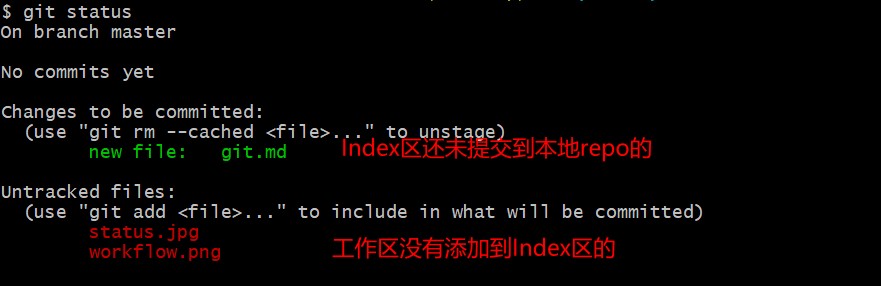 $ git status
On branch master
No commits yet
Changes to be committed:
(use "git rm --cached <file>..." to unstage)
new file:   git.md
Index区还未提交到本地repo的
Untracked files:
(use "git add <file>..." to include in what will be committed)
status.jpg
workflow.png
工作区没有添加到Index区的